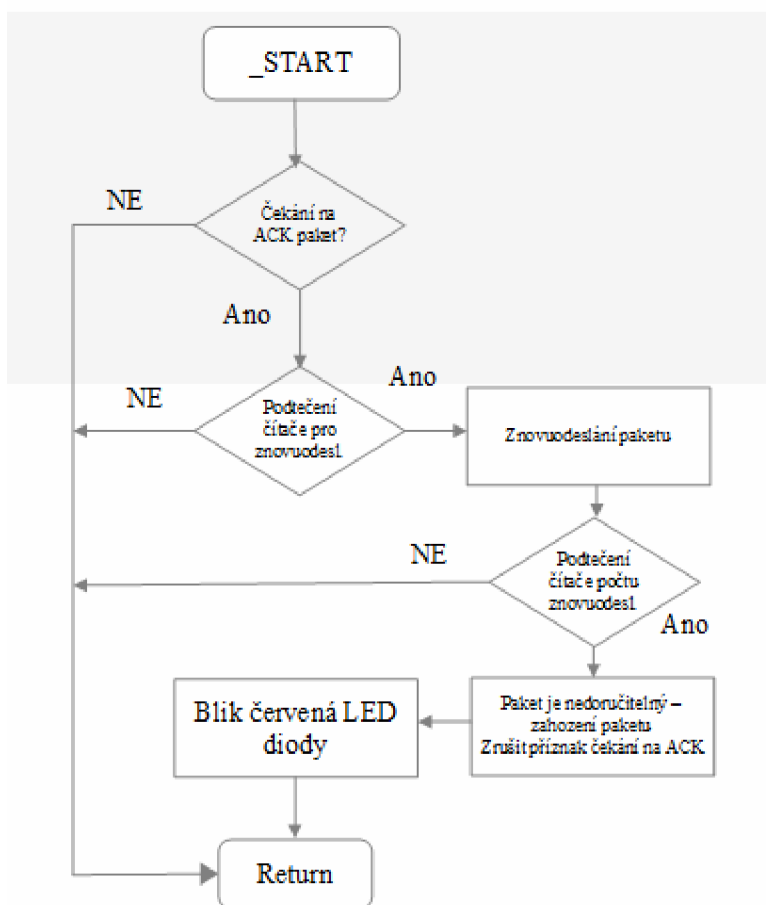 _START
NE
Čekání na
ACK paket?
Ano
Ano
NE
Podtečení
čítače pro
znovuodesl.
Znovuodeslání paketu
NE
Podtečení
čítače počtu
znovuodesl.
Ano
Blik červená LED
diody
Paket je nedoručitelný –
zahození paketu
Zrušit příznak čekání na ACK
Return